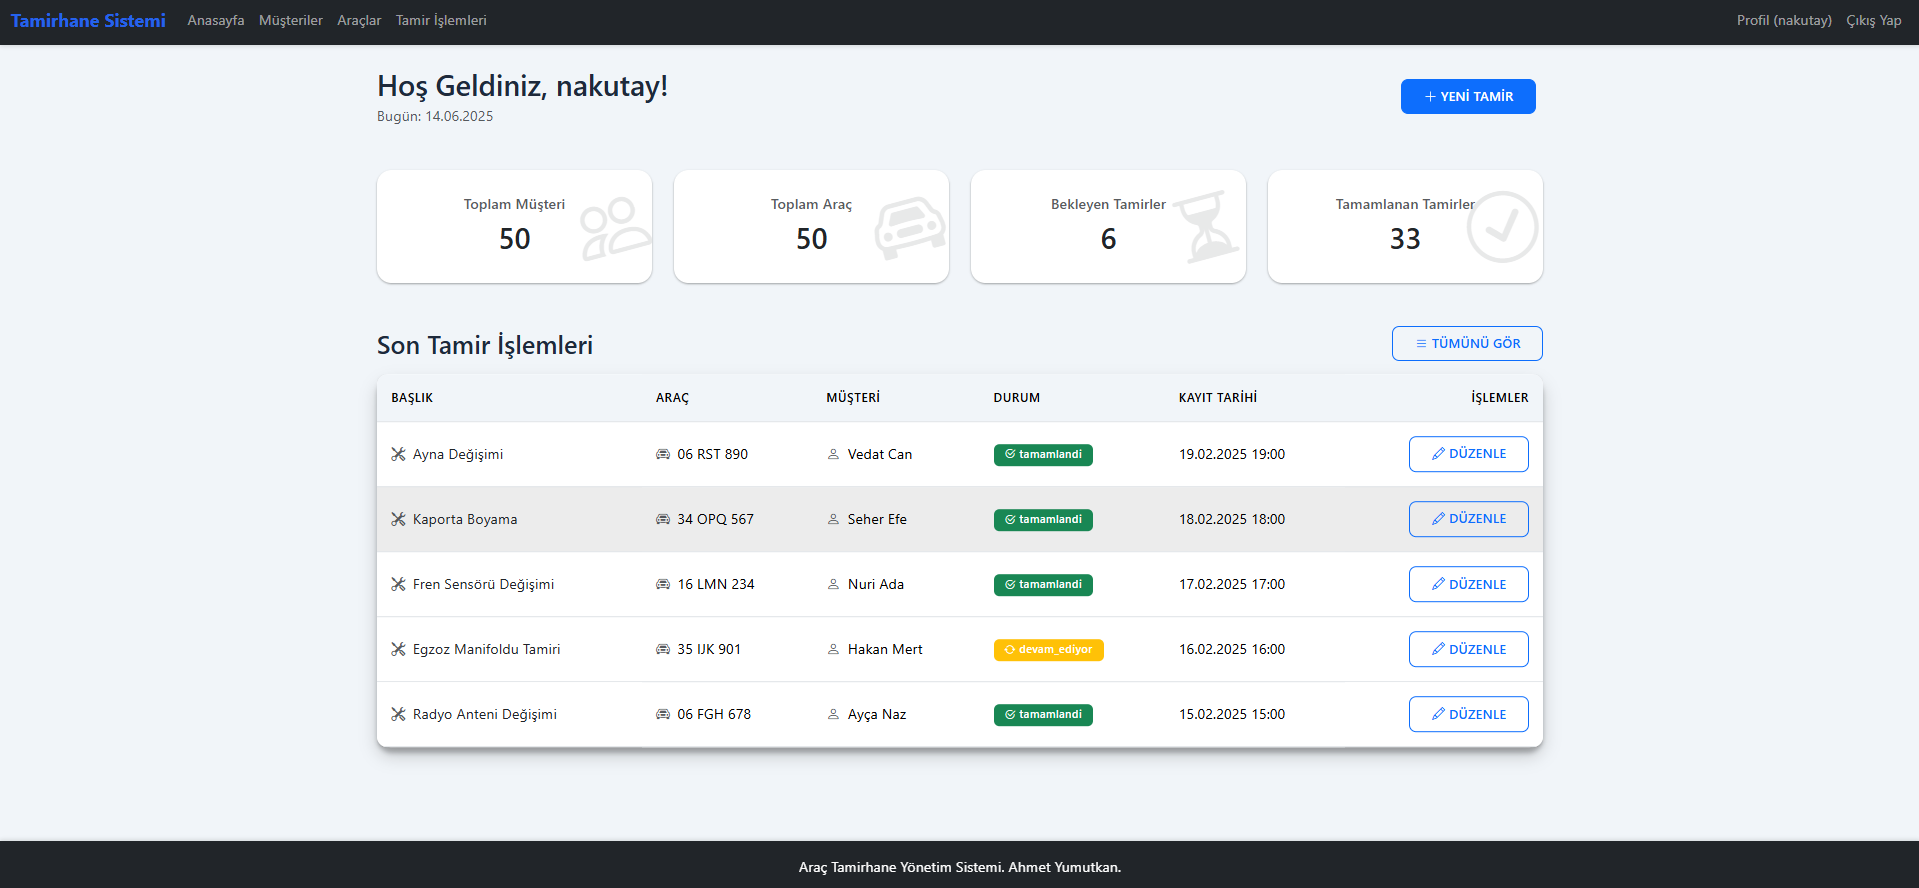 Tamirhane Sistemi Anasayfa Müşteriler Araçlar Tamir İşlemleri Profil (nakutay) Çıkış Yap
Hoş Geldiniz, nakutay!
Bugün: 14.06.2025
YENİ TAMİR
Toplam Müşteri
50
Toplam Araç
50
Bekleyen Tamirler
6
Tamamlanan Tamirler
33
Son Tamir İşlemleri
TÜMÜNÜ GÖR
BAŞLIK ARAÇ MÜŞTERİ DURUM KAYIT TARİHİ İŞLEMLER
Ayna Değişimi 06 RST 890 Vedat Can tamamlandi 19.02.2025 19:00 DÜZENLE
Kaporta Boyama 34 OPQ 567 Seher Efe tamamlandi 18.02.2025 18:00 DÜZENLE
Fren Sensörü Değişimi 16 LMN 234 Nuri Ada tamamlandi 17.02.2025 17:00 DÜZENLE
Egzoz Manifoldu Tamiri 35 IJK 901 Hakan Mert devam_ediyor 16.02.2025 16:00 DÜZENLE
Radyo Anteni Değişimi 06 FGH 678 Ayça Naz tamamlandi 15.02.2025 15:00 DÜZENLE
Araç Tamirhane Yönetim Sistemi. Ahmet Yumutkan.